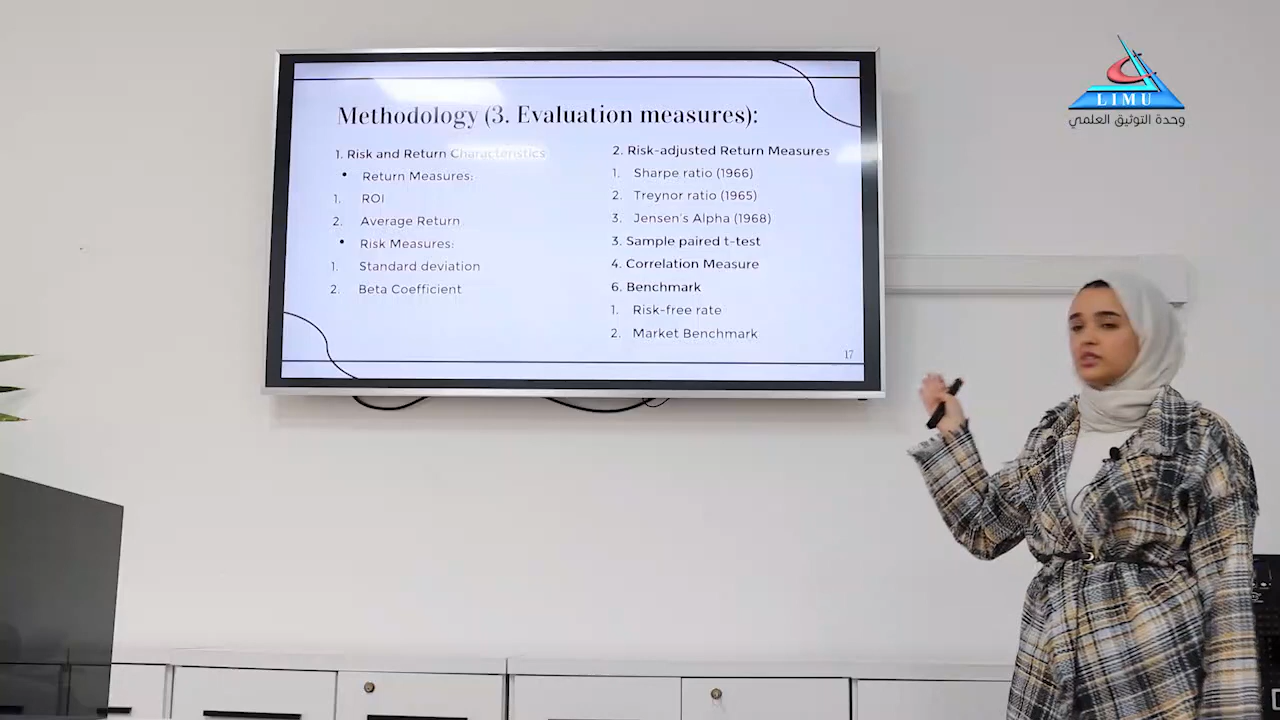 Methodology (3. Evaluation measures):
1. Risk and Return Characteristics
• Return Measures:
1. ROI
2. Average Return
• Risk Measures:
1. Standard deviation
2. Beta Coefficient
2. Risk-adjusted Return Measures
1. Sharpe ratio (1966)
2. Treynor ratio (1965)
3. Jensen's Alpha (1968)
3. Sample paired t-test
4. Correlation Measure
6. Benchmark
1. Risk-free rate
2. Market Benchmark
17
LIMU
وحدة التوثيق العلمي